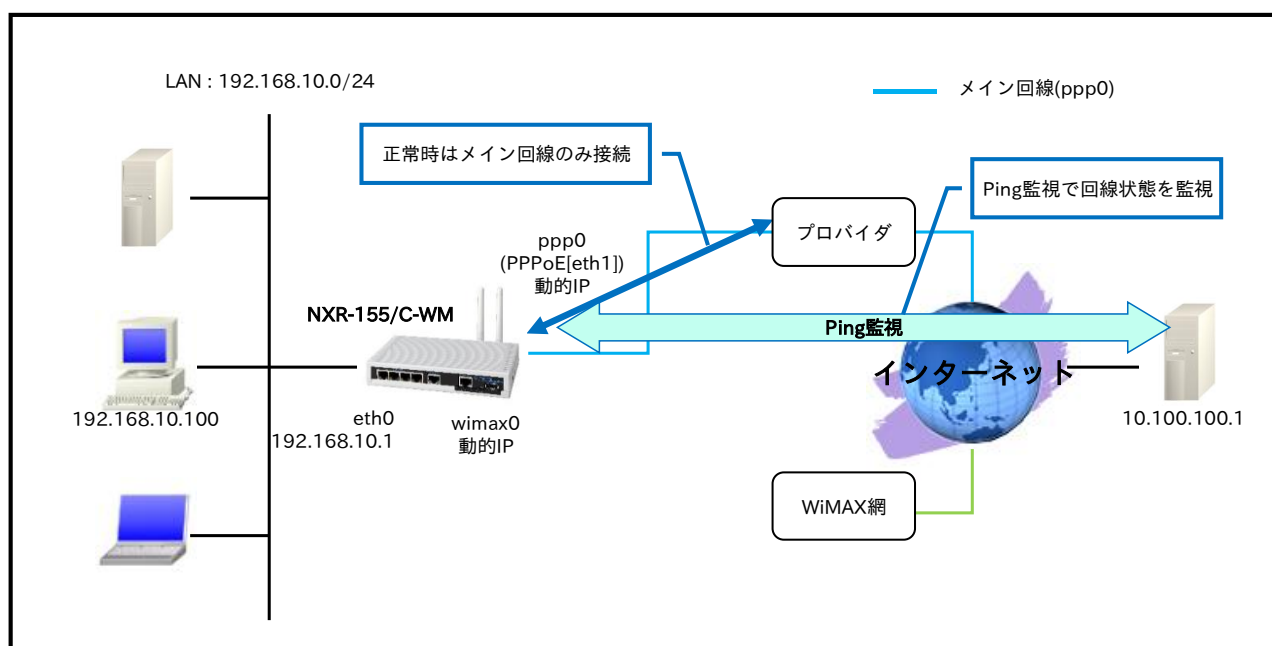 LAN : 192.168.10.0/24
メイン回線(ppp0)
正常時はメイン回線のみ接続
Ping監視で回線状態を監視
プロバイダ
ppp0
(PPPoE[eth1])
動的IP
NXR-155/C-WM
Ping監視
インターネット
192.168.10.100
eth0
192.168.10.1
wimax0
動的IP
10.100.100.1
WiMAX網